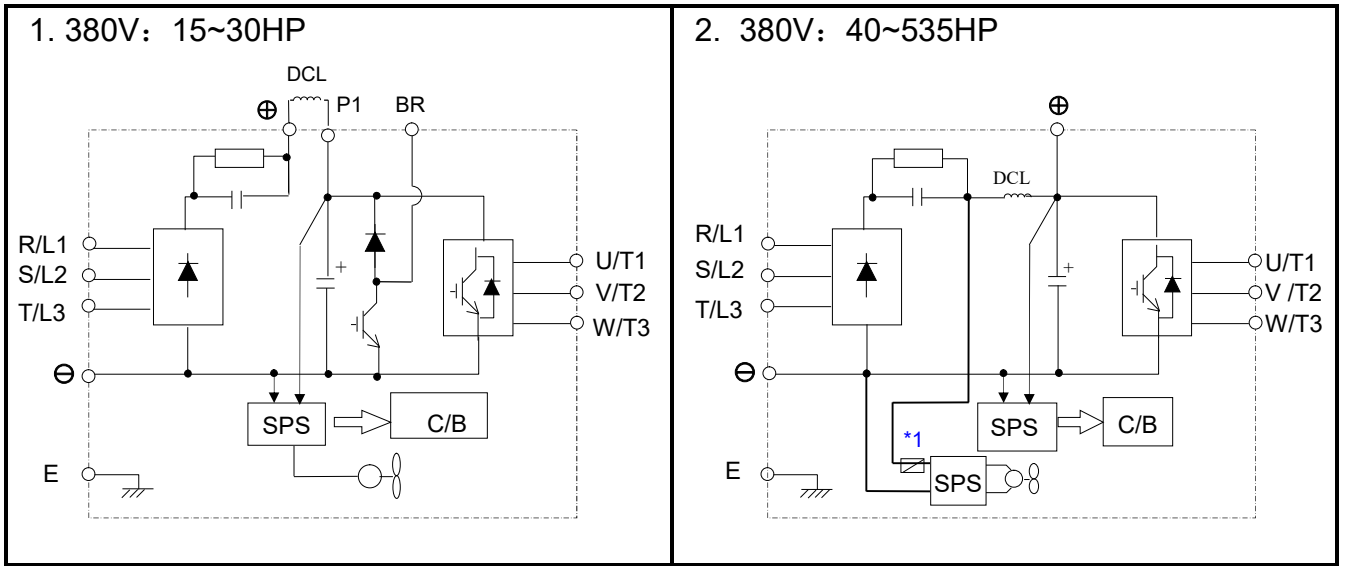 1. 380V：15~30HP
DCL
⊕
P1
BR
R/L1
S/L2
T/L3
+
U/T1
V/T2
W/T3
⊖
SPS
C/B
E
2. 380V：40~535HP
⊕
DCL
R/L1
S/L2
T/L3
+
U/T1
V /T2
W/T3
⊖
SPS
C/B
*1
E
SPS